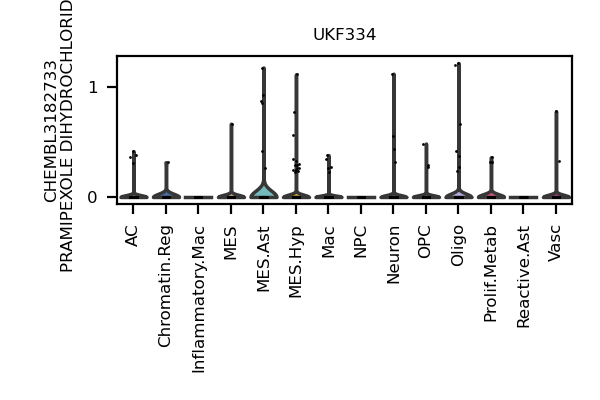 UKF334
CHEMBL3182733
PRAMIPEXOLE DIHYDROCHLORID
1
0
AC
Chromatin.Reg
Inflammatory.Mac
MES
MES.Ast
MES.Hyp
Mac
NPC
Neuron
OPC
Oligo
Prolif.Metab
Reactive.Ast
Vasc